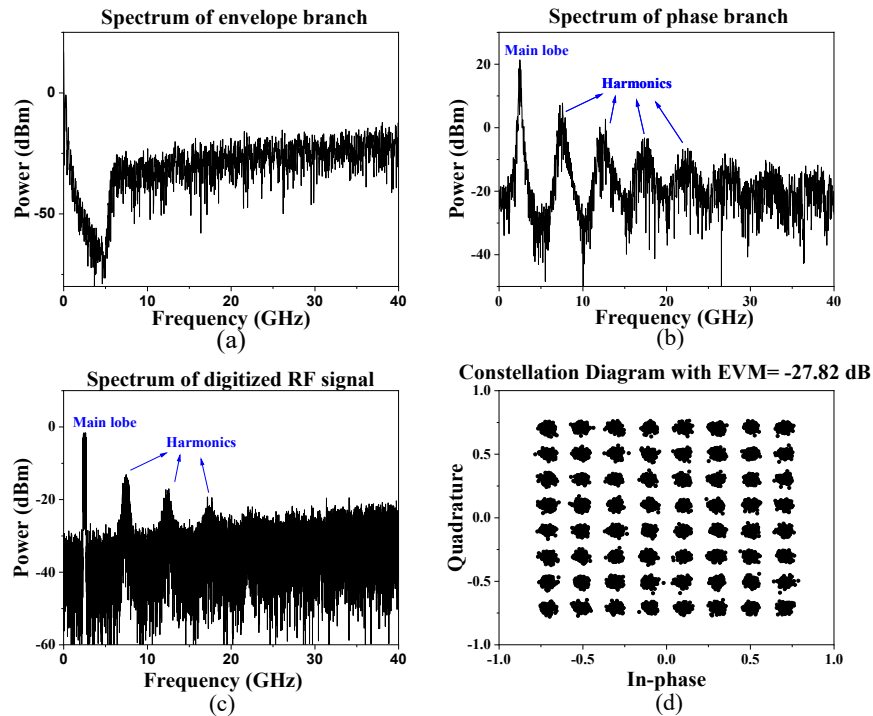 Spectrum of envelope branch
0
-50
Power (dBm)
0
10
20
30
40
Frequency (GHz)
(a)
Spectrum of phase branch
Main lobe
Harmonics
20
0
-20
-40
Power (dBm)
0
10
20
30
40
Frequency (GHz)
(b)
Spectrum of digitized RF signal
Main lobe
Harmonics
0
-20
-40
-60
Power (dBm)
0
10
20
30
40
Frequency (GHz)
(c)
Constellation Diagram with EVM= -27.82 dB
1.0
0.5
0.0
-0.5
-1.0
Quadrature
-1.0
-0.5
0.0
0.5
1.0
In-phase
(d)